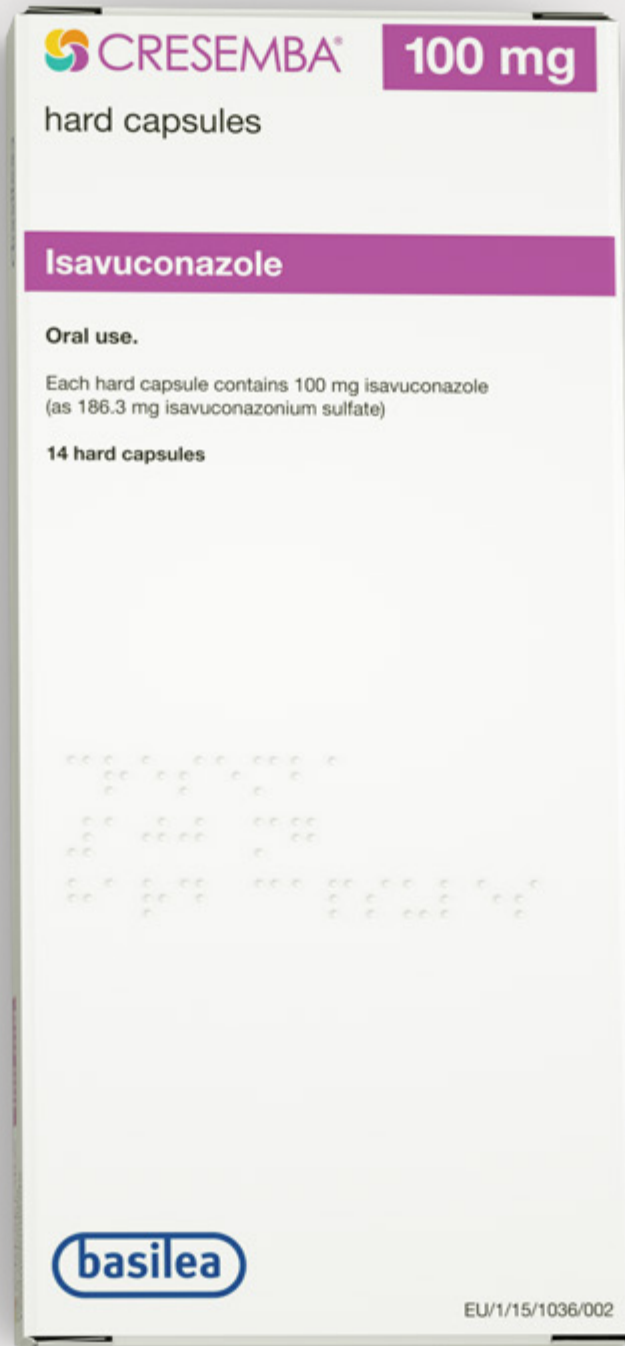 CRESEMBA® 100 mg
hard capsules
Isavuconazole
Oral use.
Each hard capsule contains 100 mg isavuconazole
(as 186.3 mg isavuconazonium sulfate)
14 hard capsules
basilea
EU/1/15/1036/002